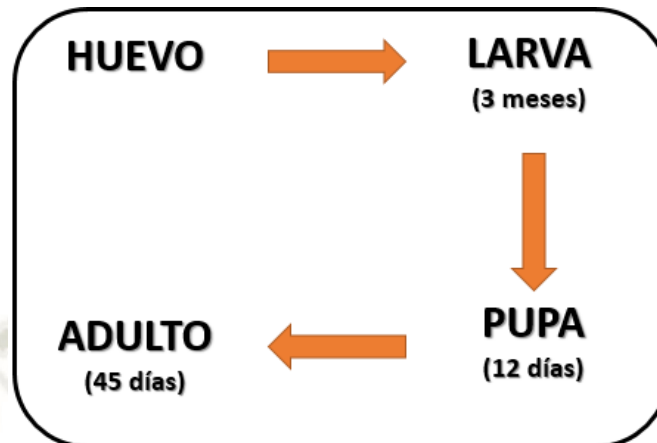 HUEVO
LARVA
(3 meses)
PUPA
(12 días)
ADULTO
(45 días)